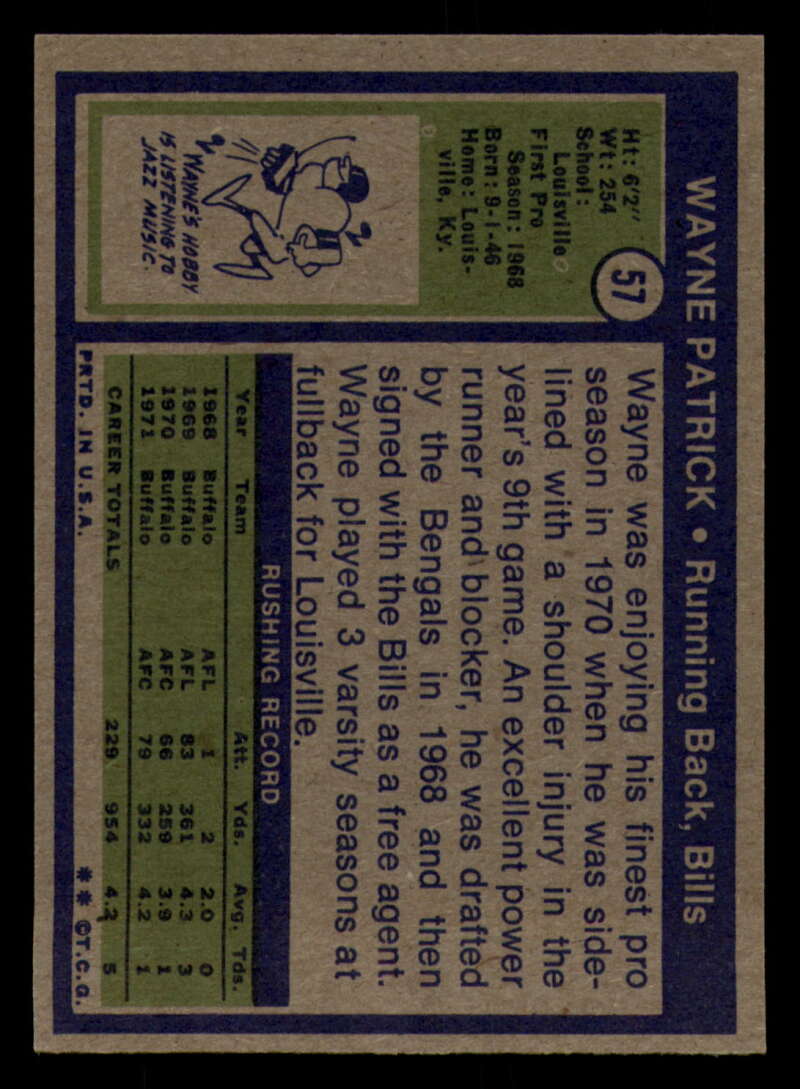 WAYNE PATRICK • Running Back, Bills
57
Ht: 6'2"
Wt: 254
School:
Louisville
First Pro
Season: 1968
Born: 9-1-46
Home: Louis-
ville, Ky.
WAYNE'S HOBBY
IS LISTENING TO
JAZZ MUSIC.
Wayne was enjoying his finest pro
season in 1970 when he was side-
lined with a shoulder injury in the
year's 9th game. An excellent power
runner and blocker, he was drafted
by the Bengals in 1968 and then
signed with the Bills as a free agent.
Wayne played 3 varsity seasons at
fullback for Louisville.
RUSHING RECORD
Year Team Att. Yds. Avg. Tds.
1968 Buffalo AFL 1 2 2.0 0
1969 Buffalo AFL 83 361 4.3 3
1970 Buffalo AFC 66 259 3.9 1
1971 Buffalo AFC 79 332 4.2 1
CAREER TOTALS 229 954 4.2 5
PRTD. IN U.S.A. ** ©T.C.G.